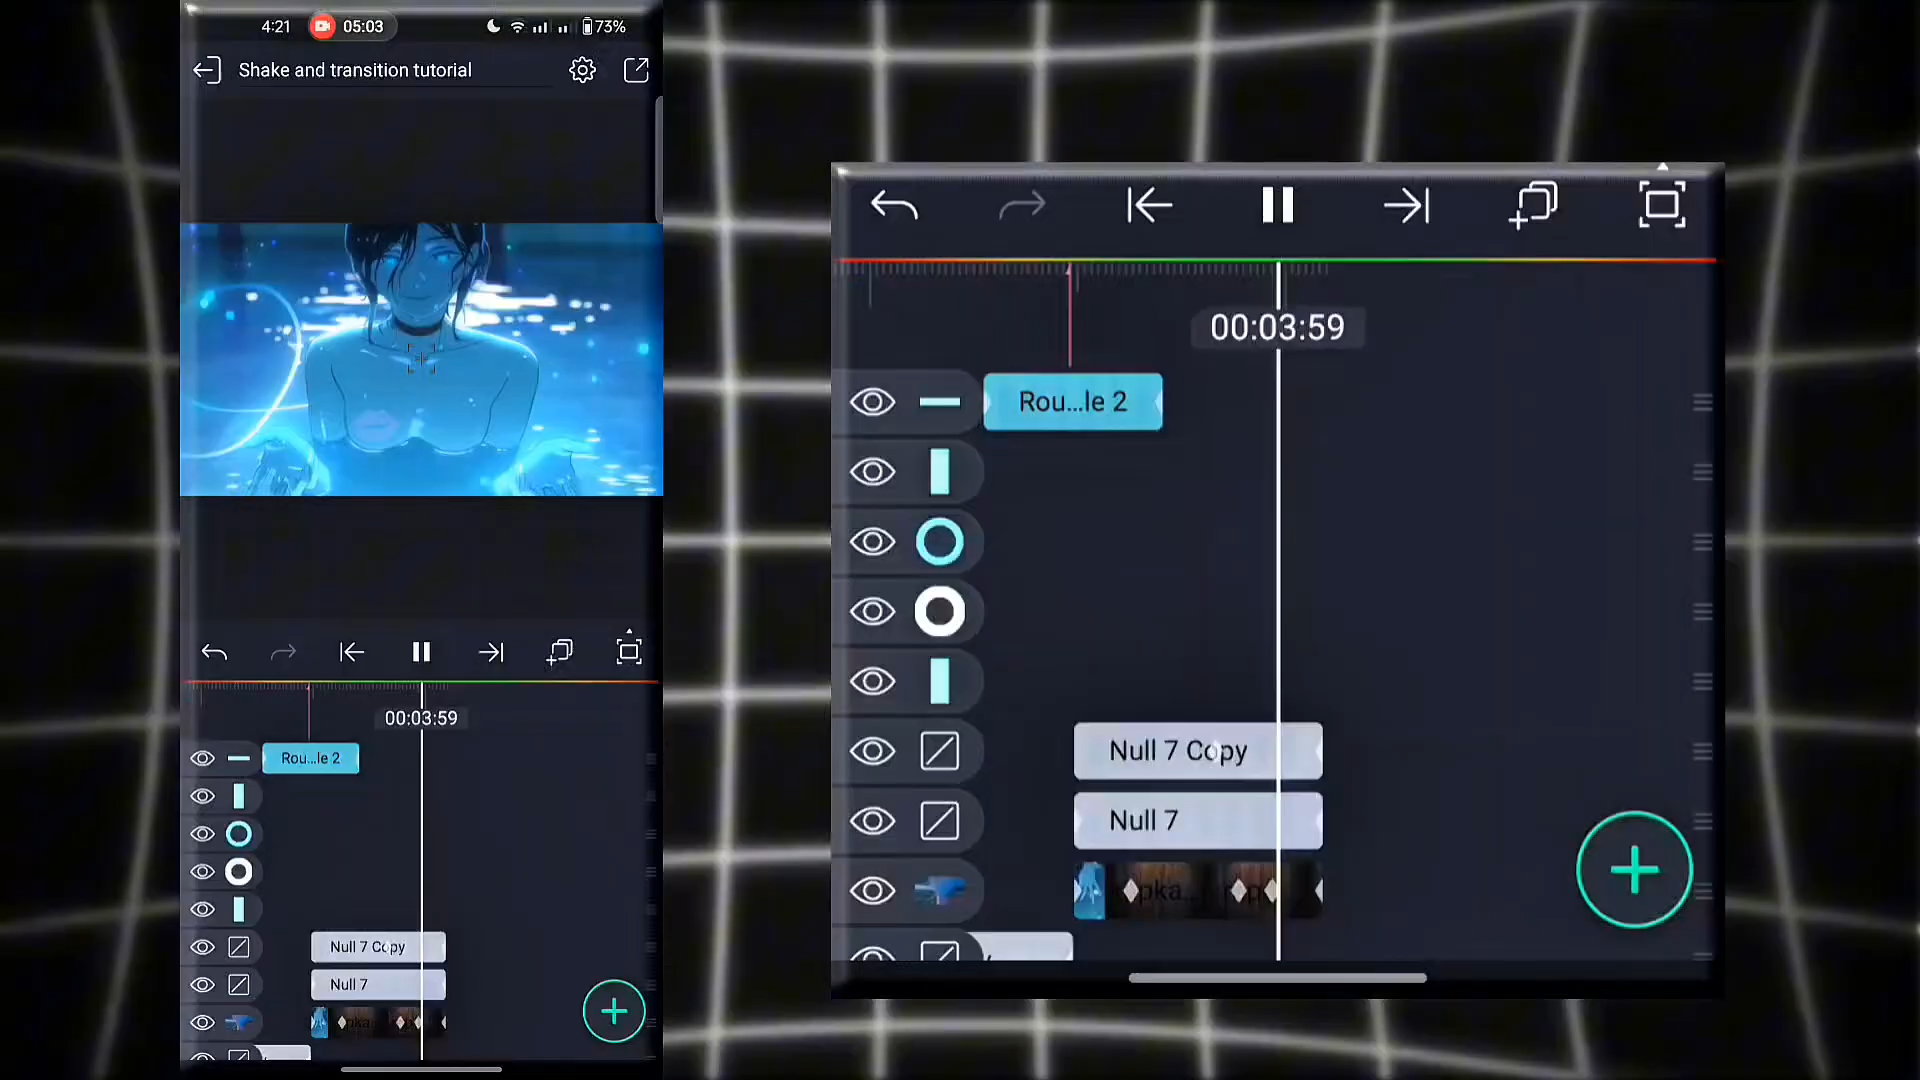 4:21 05:03 73%
Shake and transition tutorial
00:03:59
Rou...le 2
Null 7 Copy
Null 7
00:03:59
Rou...le 2
Null 7 Copy
Null 7